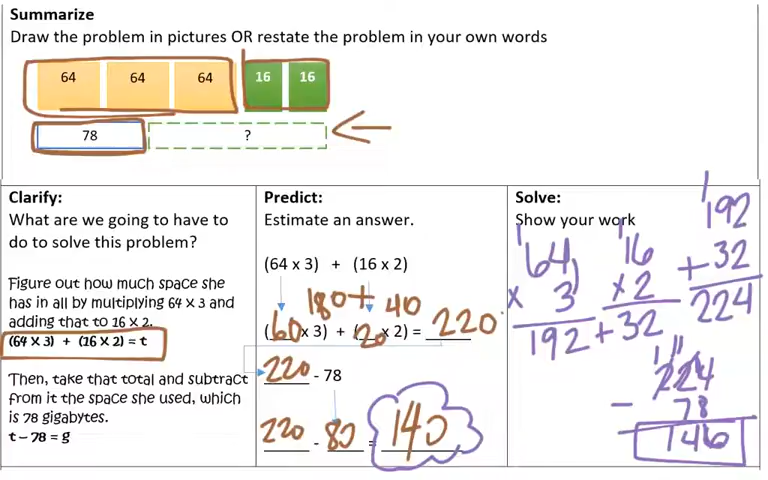 Summarize
Draw the problem in pictures OR restate the problem in your own words
64 64 64 16 16
78 ?
Clarify:
What are we going to have to
do to solve this problem?
Figure out how much space she
has in all by multiplying 64 x 3 and
adding that to 16 x 2.
(64 x 3) + (16 x 2) = t
Then, take that total and subtract
from it the space she used, which
is 78 gigabytes.
t – 78 = g
Predict:
Estimate an answer.
(64 x 3) + (16 x 2)
180 + 40
(60 x 3) + (20 x 2) = 220
220 - 78
220 - 80 = 140
Solve:
Show your work
1
64
x 3
192
1
16
x 2
+ 32
1
192
+ 32
224
224
- 78
146